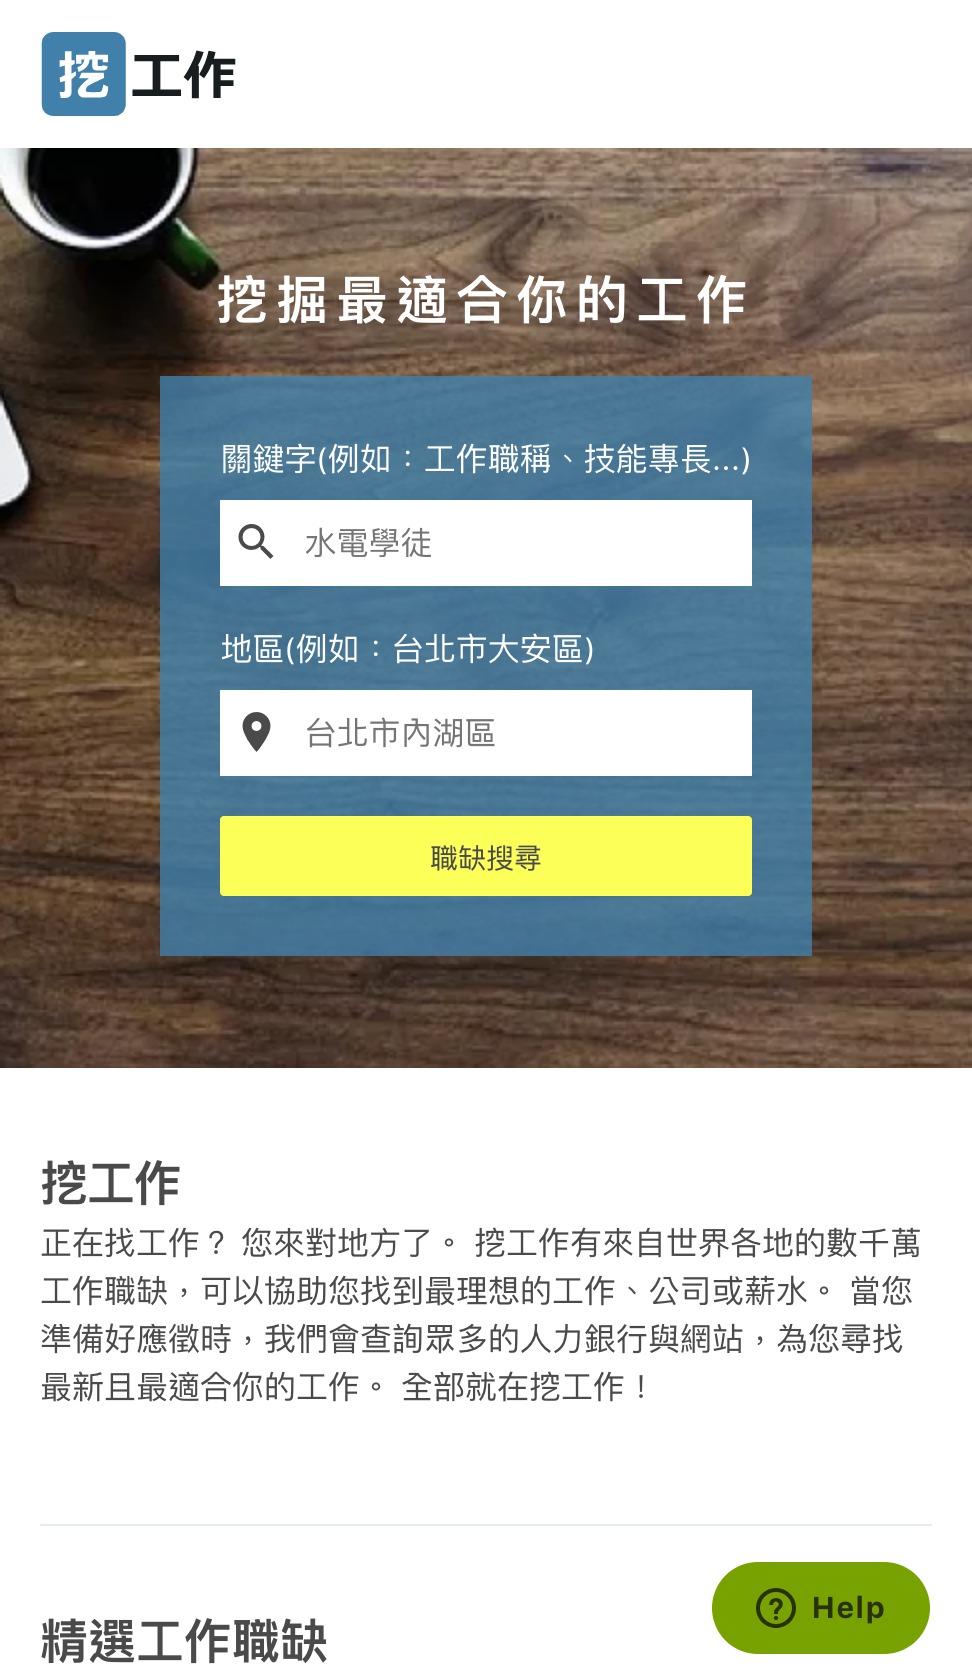 挖工作
挖掘最適合你的工作
關鍵字(例如：工作職稱、技能專長...)
水電學徒
地區(例如：台北市大安區)
台北市內湖區
職缺搜尋
挖工作
正在找工作？ 您來對地方了。 挖工作有來自世界各地的數千萬
工作職缺，可以協助您找到最理想的工作、公司或薪水。 當您
準備好應徵時，我們會查詢眾多的人力銀行與網站，為您尋找
最新且最適合你的工作。 全部就在挖工作！
精選工作職缺
Help